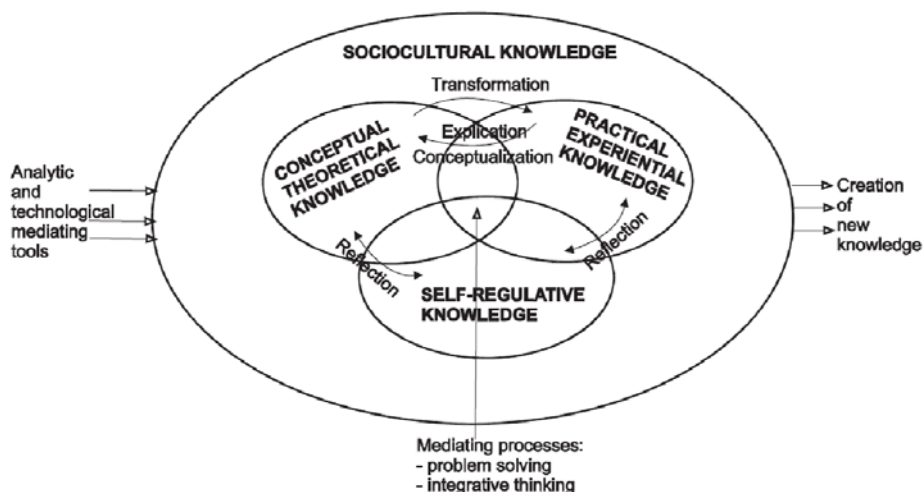 SOCIOCULTURAL KNOWLEDGE
Transformation
Explication
Conceptualization
CONCEPTUAL
THEORETICAL
KNOWLEDGE
PRACTICAL
EXPERIENTIAL
KNOWLEDGE
Analytic
and
technological
mediating
tools
Creation
of
new
knowledge
Reflection
Reflection
SELF-REGULATIVE
KNOWLEDGE
Mediating processes:
- problem solving
- integrative thinking